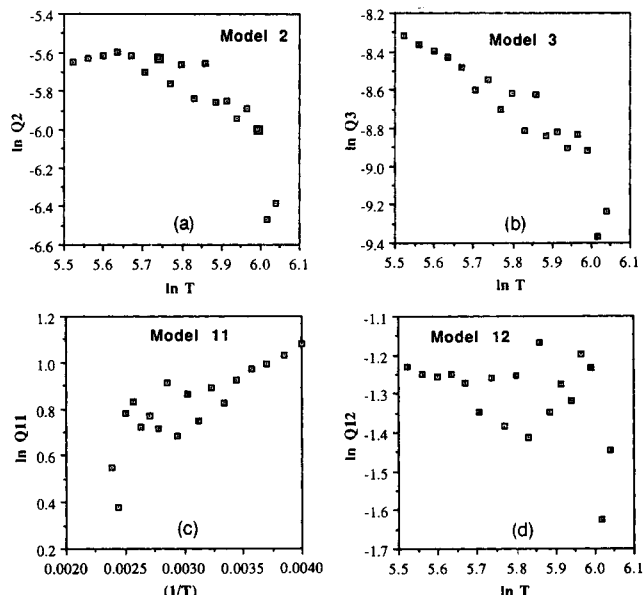 -5.4
-5.6
-5.8
-6.0
-6.2
-6.4
-6.6
ln Q2
Model 2
(a)
5.5 5.6 5.7 5.8 5.9 6.0 6.1
ln T
-8.2
-8.4
-8.6
-8.8
-9.0
-9.2
-9.4
ln Q3
Model 3
(b)
5.5 5.6 5.7 5.8 5.9 6.0 6.1
ln T
1.2
1.0
0.8
0.6
0.4
0.2
ln Q11
Model 11
(c)
0.0020 0.0025 0.0030 0.0035 0.0040
(1/T)
-1.1
-1.2
-1.3
-1.4
-1.5
-1.6
-1.7
ln Q12
Model 12
(d)
5.5 5.6 5.7 5.8 5.9 6.0 6.1
ln T